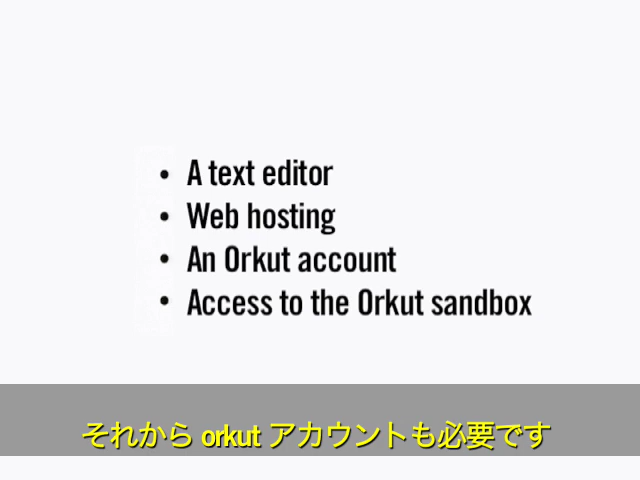 • A text editor
• Web hosting
• An Orkut account
• Access to the Orkut sandbox
それから orkut アカウントも必要です